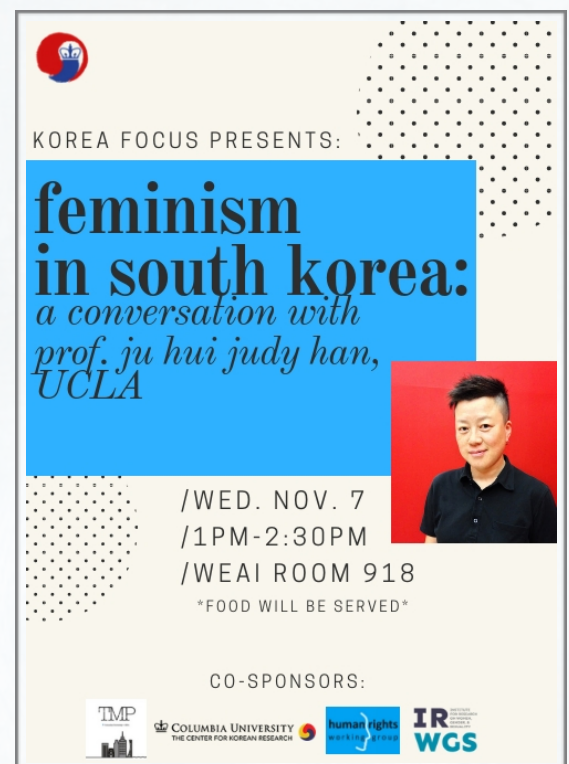 KOREA FOCUS PRESENTS:
feminism
in south korea:
a conversation with
prof. ju hui judy han,
UCLA
/WED. NOV. 7
/1PM-2:30PM
/WEAI ROOM 918
*FOOD WILL BE SERVED*
CO-SPONSORS:
TMP
COLUMBIA UNIVERSITY
THE CENTER FOR KOREAN RESEARCH
human rights
working group
IR
WGS